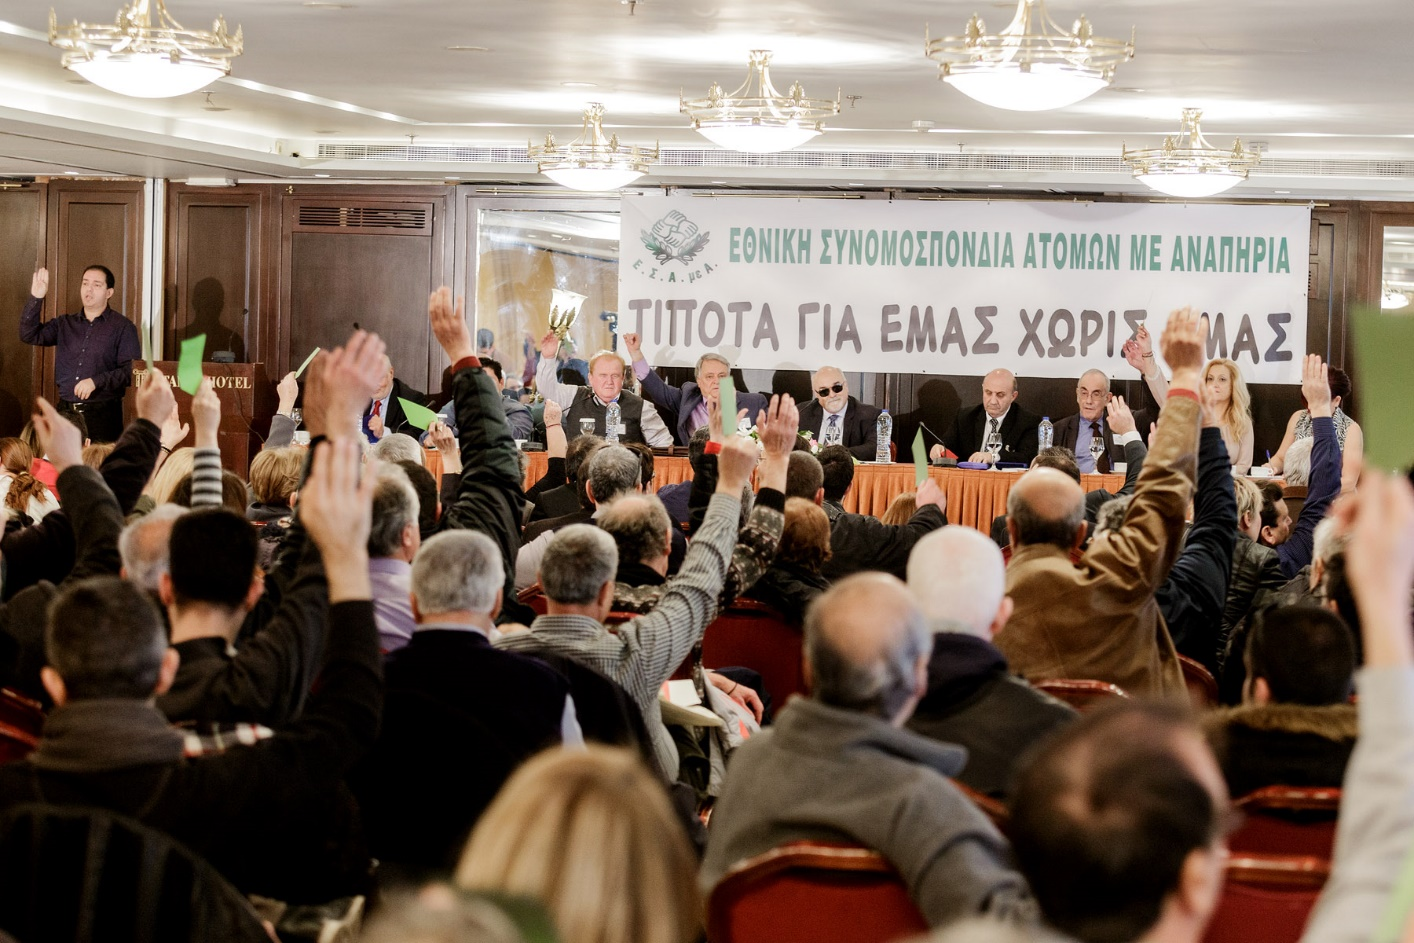 ΕΘΝΙΚΗ ΣΥΝΟΜΟΣΠΟΝΔΙΑ ΑΤΟΜΩΝ ΜΕ ΑΝΑΠΗΡΙΑ
Ε.Σ.Α.μεΑ.
ΤΙΠΟΤΑ ΓΙΑ ΕΜΑΣ ΧΩΡΙΣ ΜΑΣ
HOTEL